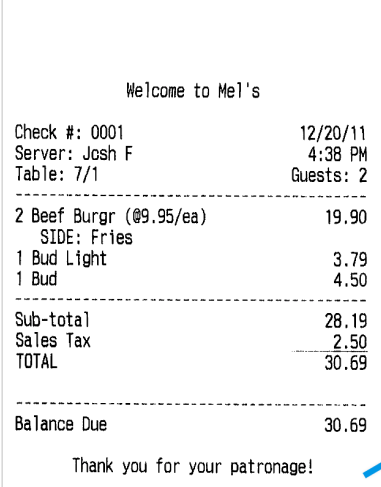 Welcome to Mel's
Check #: 0001 12/20/11
Server: Josh F 4:38 PM
Table: 7/1 Guests: 2
2 Beef Burgr (@9.95/ea) 19.90
SIDE: Fries
1 Bud Light 3.79
1 Bud 4.50
Sub-total 28.19
Sales Tax 2.50
TOTAL 30.69
Balance Due 30.69
Thank you for your patronage!